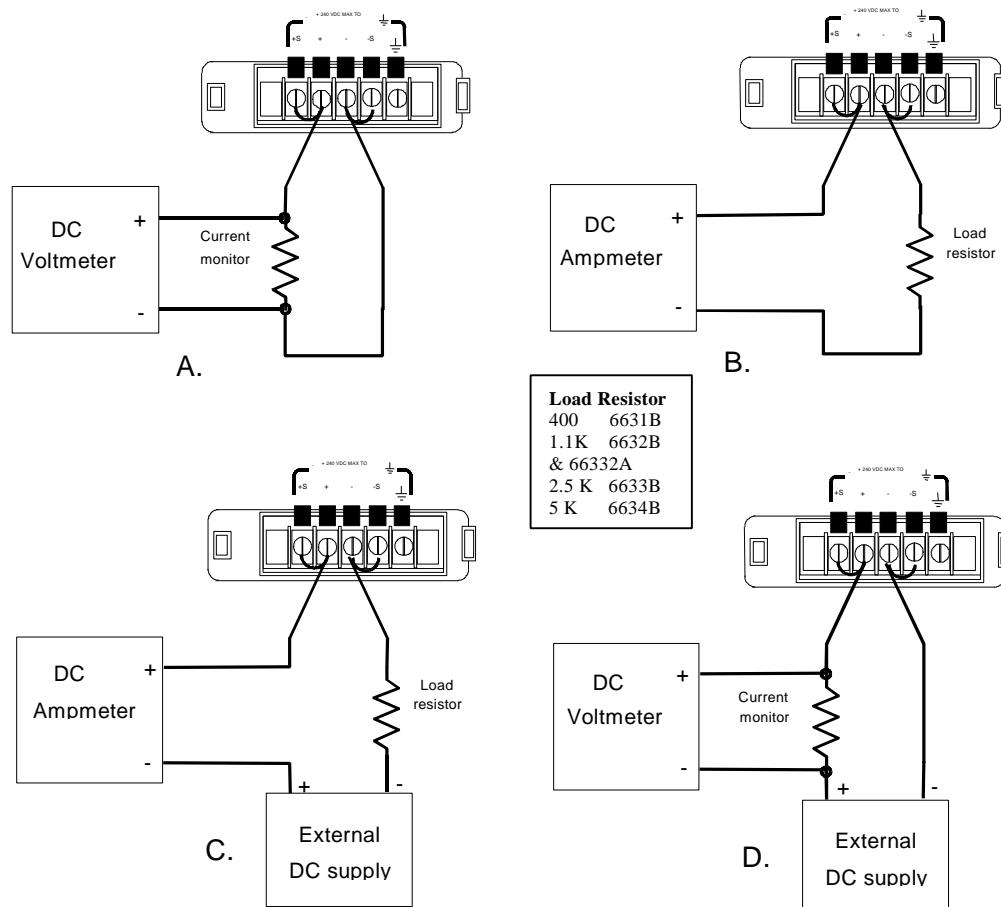 - + 240 VDC MAX TO
+S + - -S
DC
Voltmeter
+
-
Current
monitor
A.
- + 240 VDC MAX TO
+S + - -S
DC
Ampmeter
+
-
Load
resistor
B.
Load Resistor
400 6631B
1.1K 6632B
& 66332A
2.5 K 6633B
5 K 6634B
- + 240 VDC MAX TO
+S + - -S
DC
Ampmeter
+
-
Load
resistor
+ -
External
DC supply
C.
- + 240 VDC MAX TO
+S + - -S
DC
Voltmeter
+
-
Current
monitor
+ -
External
DC supply
D.